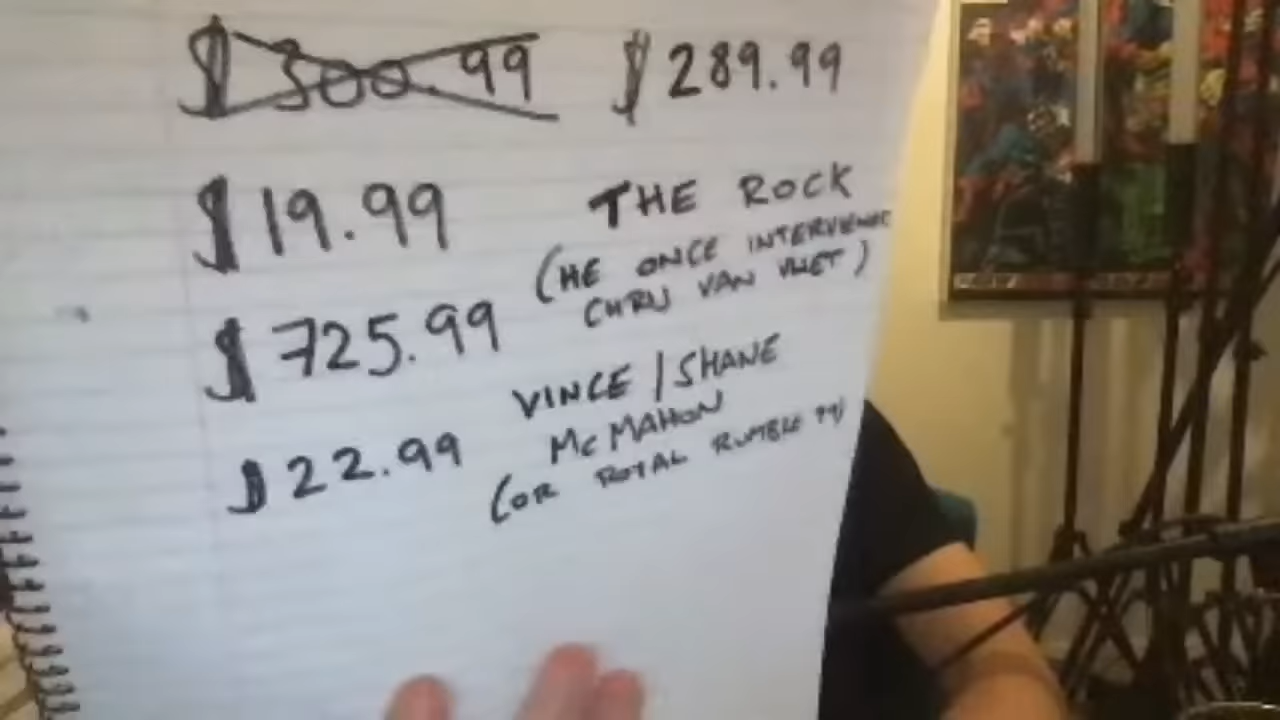 $300.99 $289.99
$19.99 THE ROCK
(HE ONCE INTERVIEWED
CHRIS VAN VLIET)
$725.99
VINCE / SHANE
McMAHON
$22.99 (OR ROYAL RUMBLE 99)